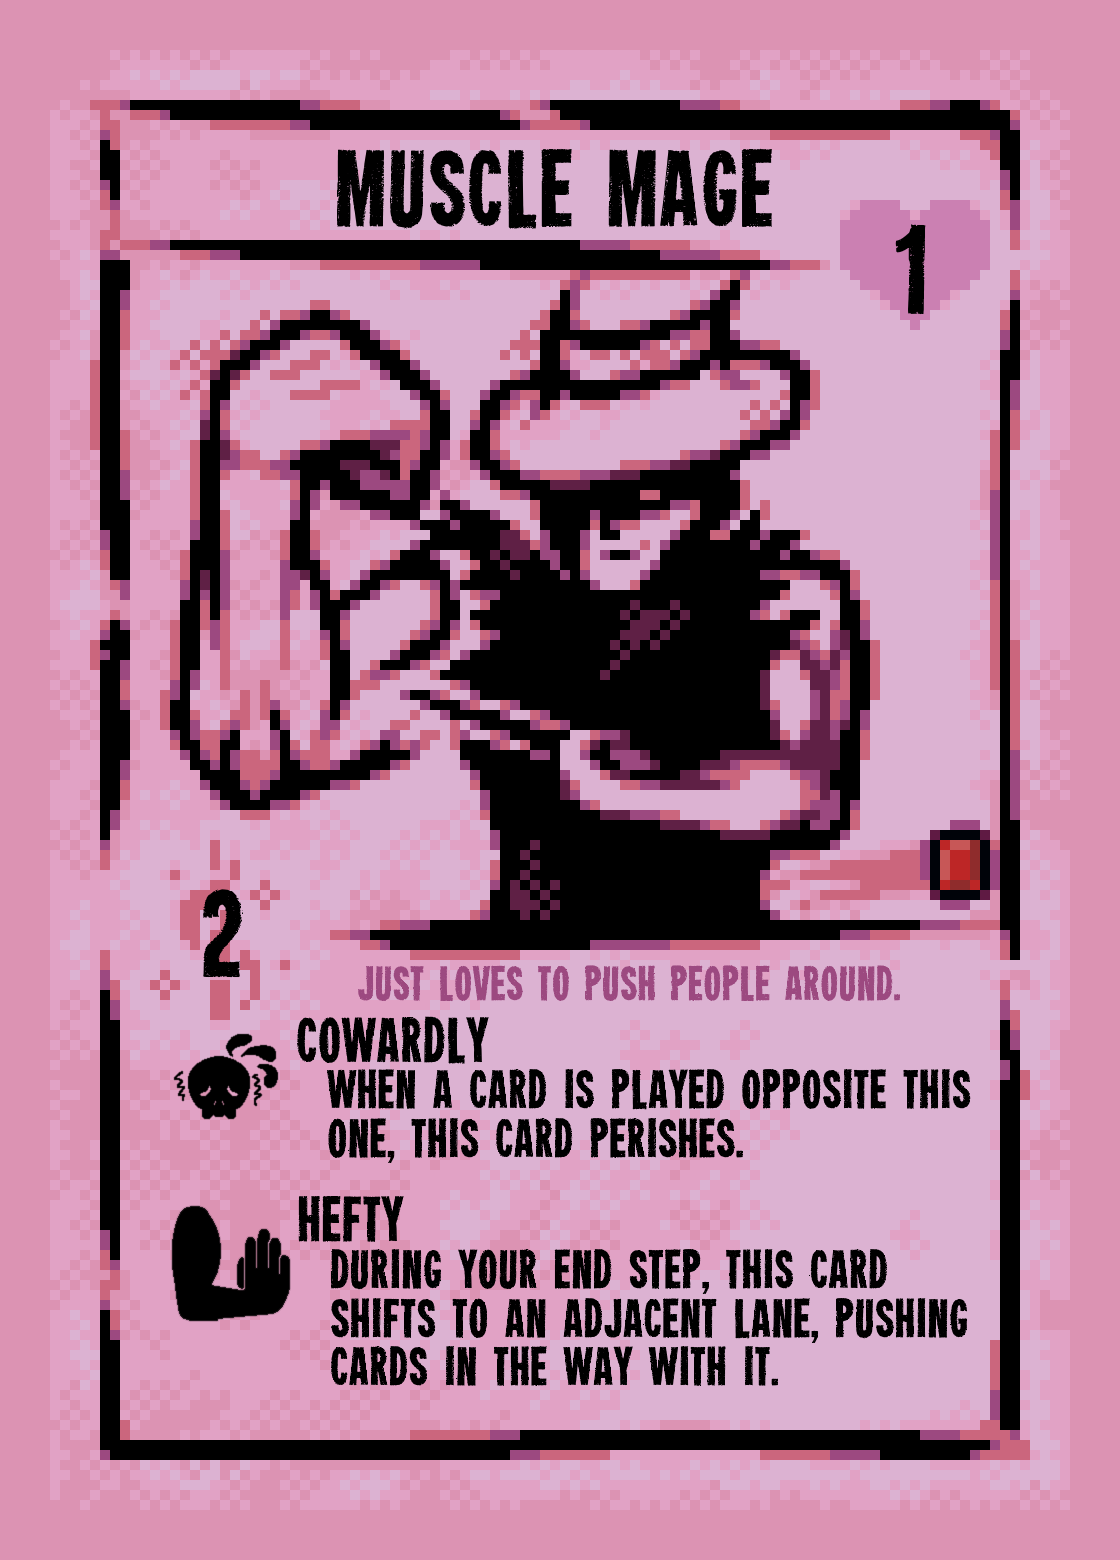 MUSCLE MAGE
1
2
JUST LOVES TO PUSH PEOPLE AROUND.
COWARDLY
WHEN A CARD IS PLAYED OPPOSITE THIS
ONE, THIS CARD PERISHES.
HEFTY
DURING YOUR END STEP, THIS CARD
SHIFTS TO AN ADJACENT LANE, PUSHING
CARDS IN THE WAY WITH IT.